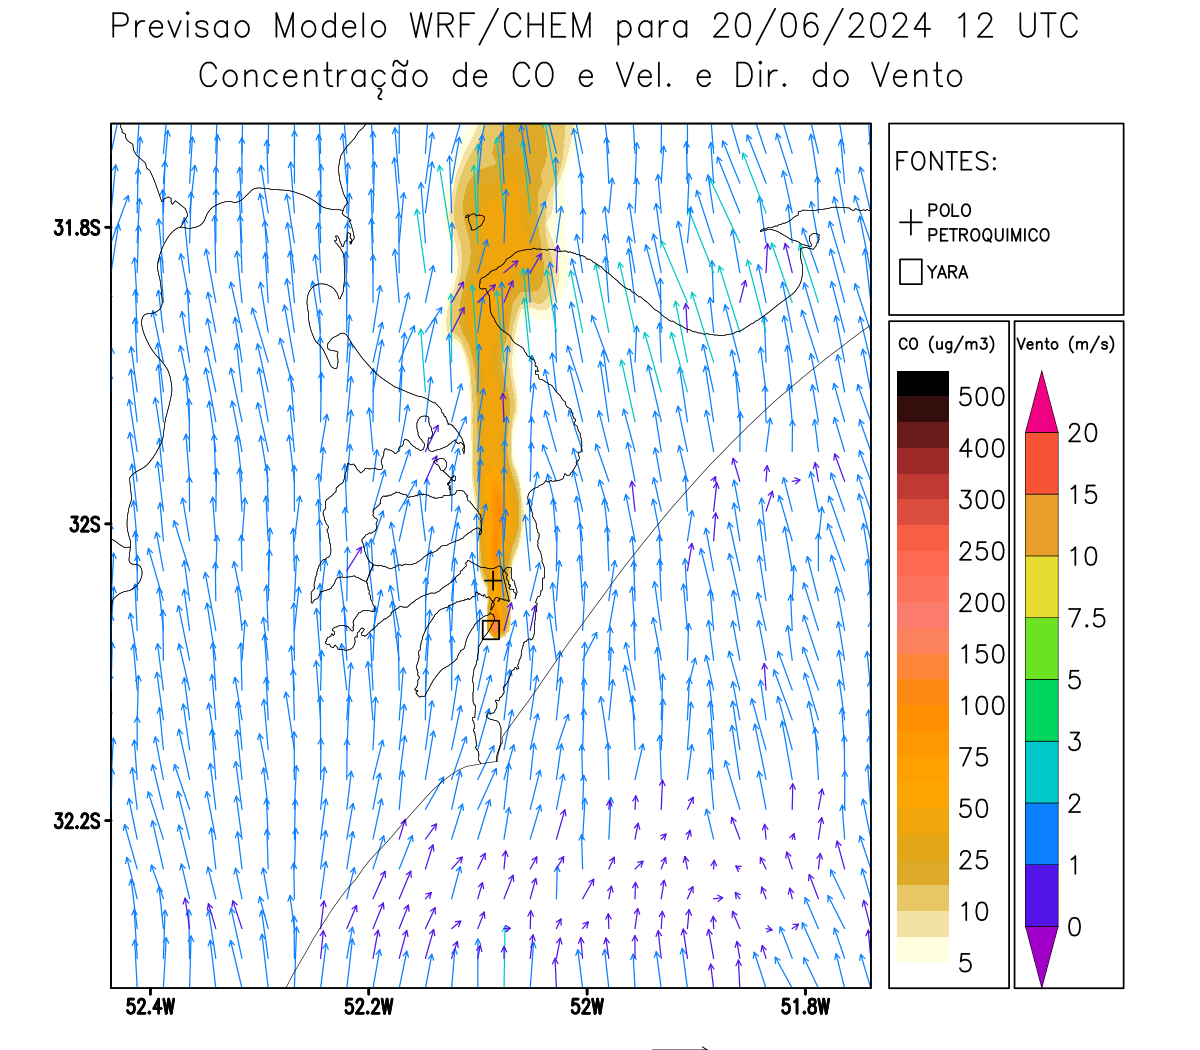 Previsao Modelo WRF/CHEM para 20/06/2024 12 UTC
Concentração de CO e Vel. e Dir. do Vento
FONTES:
POLO
PETROQUIMICO
YARA
CO (ug/m3)
500
400
300
250
200
150
100
75
50
25
10
5
Vento (m/s)
20
15
10
7.5
5
3
2
1
0
31.8S
32S
32.2S
52.4W
52.2W
52W
51.8W